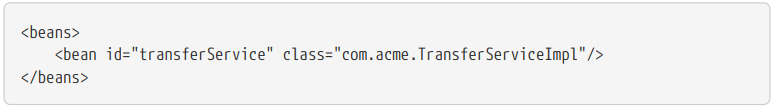 <beans>
    <bean id="transferService" class="com.acme.TransferServiceImpl"/>
</beans>